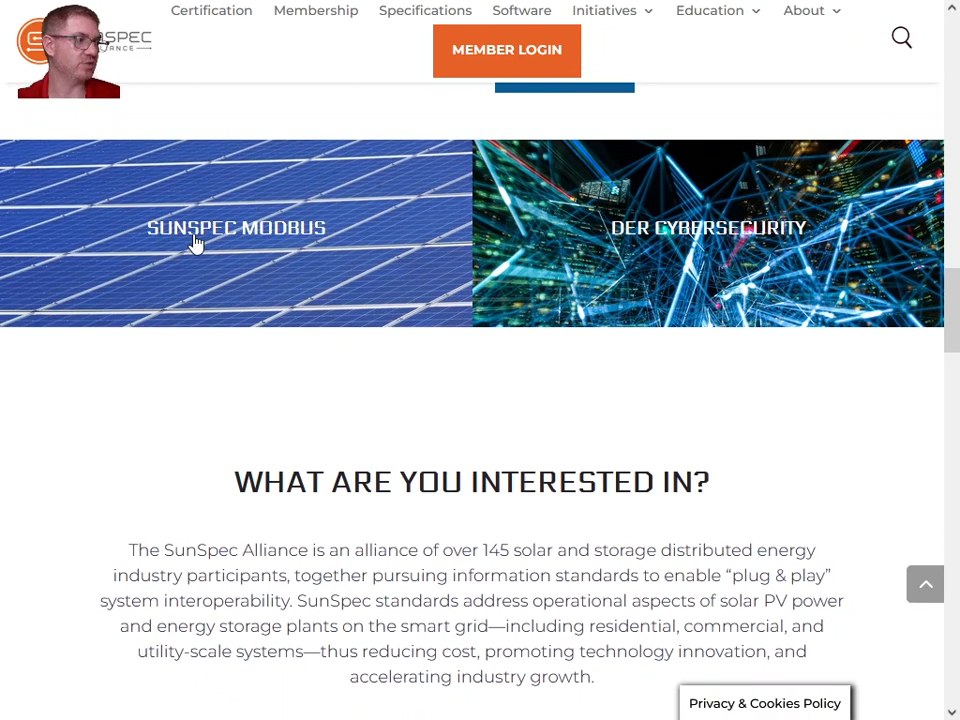 Certification Membership Specifications Software Initiatives Education About
SPEC
ANCE
MEMBER LOGIN
SUNSPEC MODBUS
DER CYBERSECURITY
WHAT ARE YOU INTERESTED IN?
The SunSpec Alliance is an alliance of over 145 solar and storage distributed energy
industry participants, together pursuing information standards to enable “plug & play”
system interoperability. SunSpec standards address operational aspects of solar PV power
and energy storage plants on the smart grid—including residential, commercial, and
utility-scale systems—thus reducing cost, promoting technology innovation, and
accelerating industry growth.
Privacy & Cookies Policy